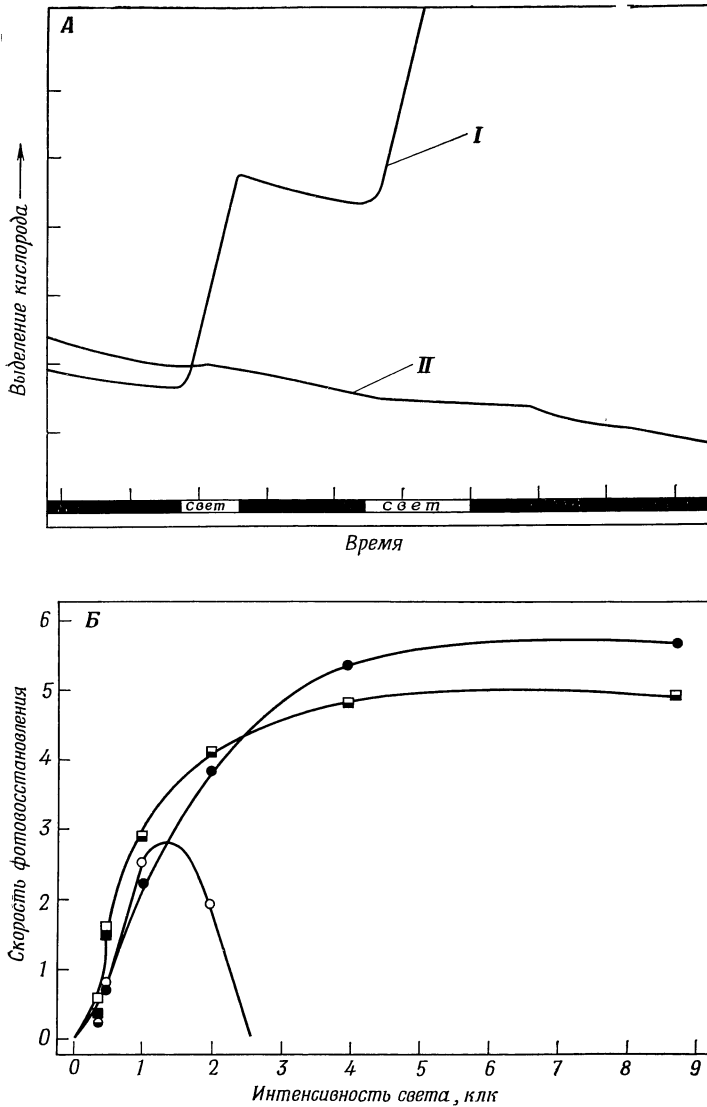 А
Выделение кислорода
I
II
свет
свет
Время
Б
Скорость фотовосстановления
6
5
4
3
2
1
0
0 1 2 3 4 5 6 7 8 9
Интенсивность света, клк